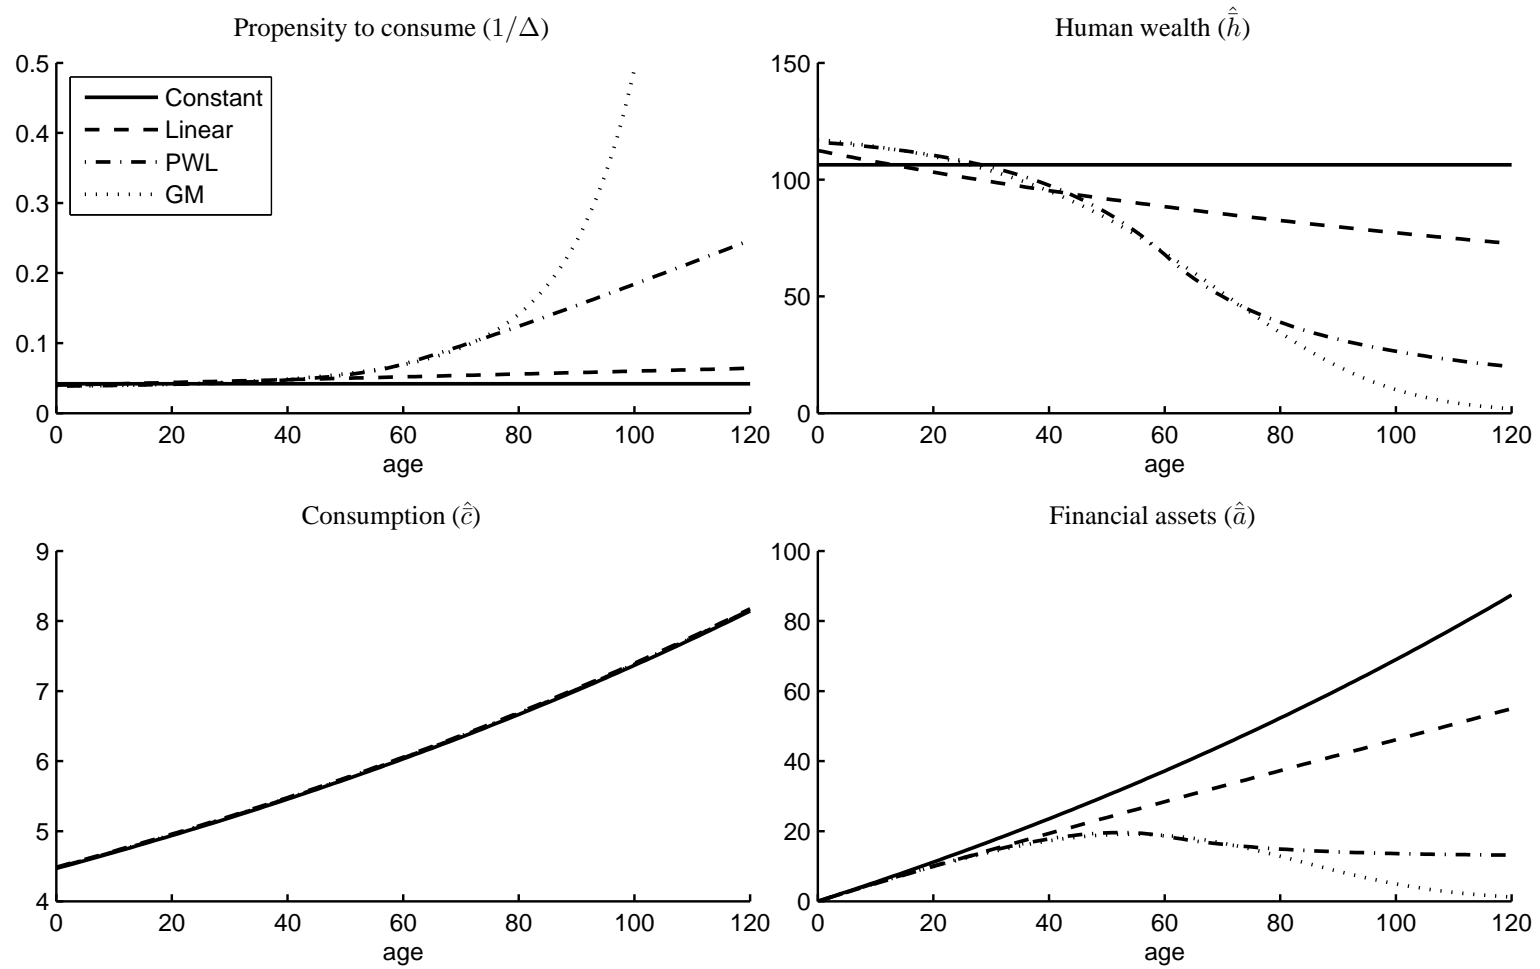 Propensity to consume (1/Δ)
0.5
0.4
0.3
0.2
0.1
0
Constant
Linear
PWL
GM
0 20 40 60 80 100 120
age
Human wealth (h̄̂)
150
100
50
0
0 20 40 60 80 100 120
age
Consumption (c̄̂)
9
8
7
6
5
4
0 20 40 60 80 100 120
age
Financial assets (ā̂)
100
80
60
40
20
0
0 20 40 60 80 100 120
age